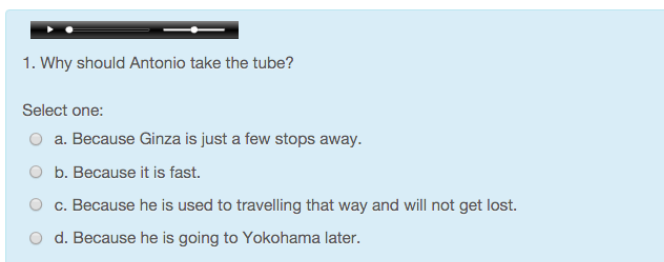 1. Why should Antonio take the tube?
Select one:
a. Because Ginza is just a few stops away.
b. Because it is fast.
c. Because he is used to travelling that way and will not get lost.
d. Because he is going to Yokohama later.